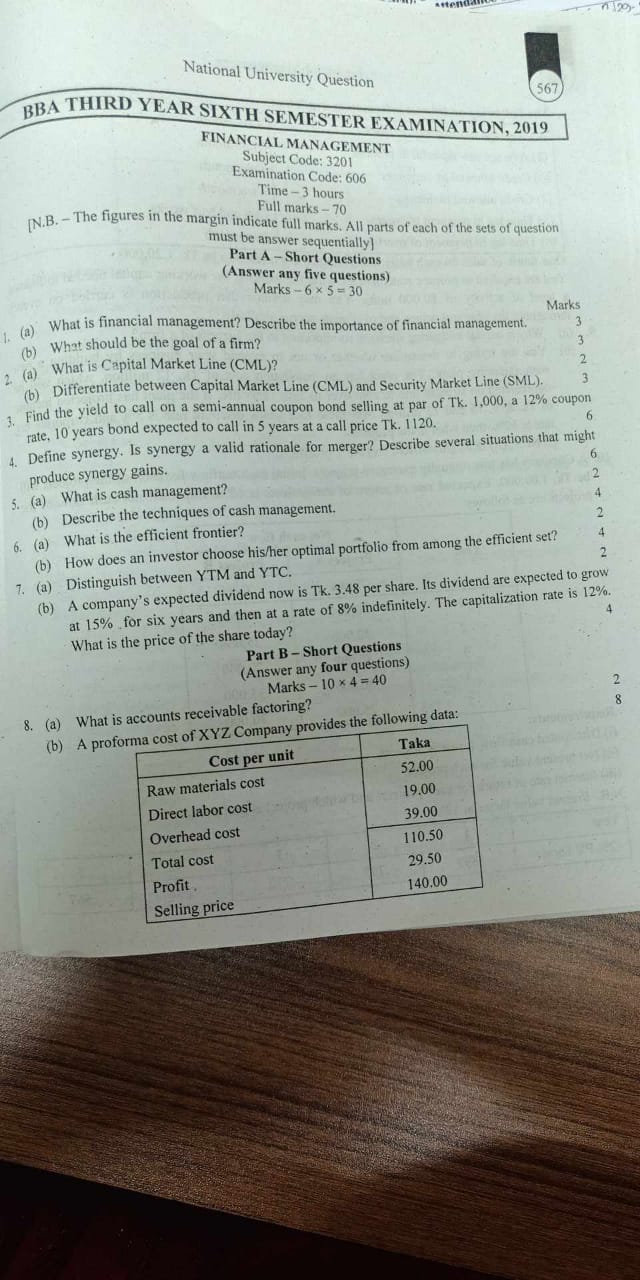 Attendance
National University Question
567
BBA THIRD YEAR SIXTH SEMESTER EXAMINATION, 2019
FINANCIAL MANAGEMENT
Subject Code: 3201
Examination Code: 606
Time – 3 hours
Full marks – 70
[N.B. – The figures in the margin indicate full marks. All parts of each of the sets of question
must be answer sequentially]
Part A – Short Questions
(Answer any five questions)
Marks – 6 × 5 = 30
Marks
1. (a) What is financial management? Describe the importance of financial management. 3
(b) What should be the goal of a firm? 3
2. (a) What is Capital Market Line (CML)? 2
(b) Differentiate between Capital Market Line (CML) and Security Market Line (SML). 3
3. Find the yield to call on a semi-annual coupon bond selling at par of Tk. 1,000, a 12% coupon
rate, 10 years bond expected to call in 5 years at a call price Tk. 1120. 6
4. Define synergy. Is synergy a valid rationale for merger? Describe several situations that might
produce synergy gains. 6
5. (a) What is cash management? 2
(b) Describe the techniques of cash management. 4
6. (a) What is the efficient frontier? 2
(b) How does an investor choose his/her optimal portfolio from among the efficient set? 4
7. (a) Distinguish between YTM and YTC. 2
(b) A company's expected dividend now is Tk. 3.48 per share. Its dividend are expected to grow
at 15% for six years and then at a rate of 8% indefinitely. The capitalization rate is 12%.
What is the price of the share today? 4
Part B – Short Questions
(Answer any four questions)
Marks – 10 × 4 = 40
8. (a) What is accounts receivable factoring? 2
(b) A proforma cost of XYZ Company provides the following data: 8
Cost per unit Taka
Raw materials cost 52.00
Direct labor cost 19.00
Overhead cost 39.00
Total cost 110.50
Profit 29.50
Selling price 140.00